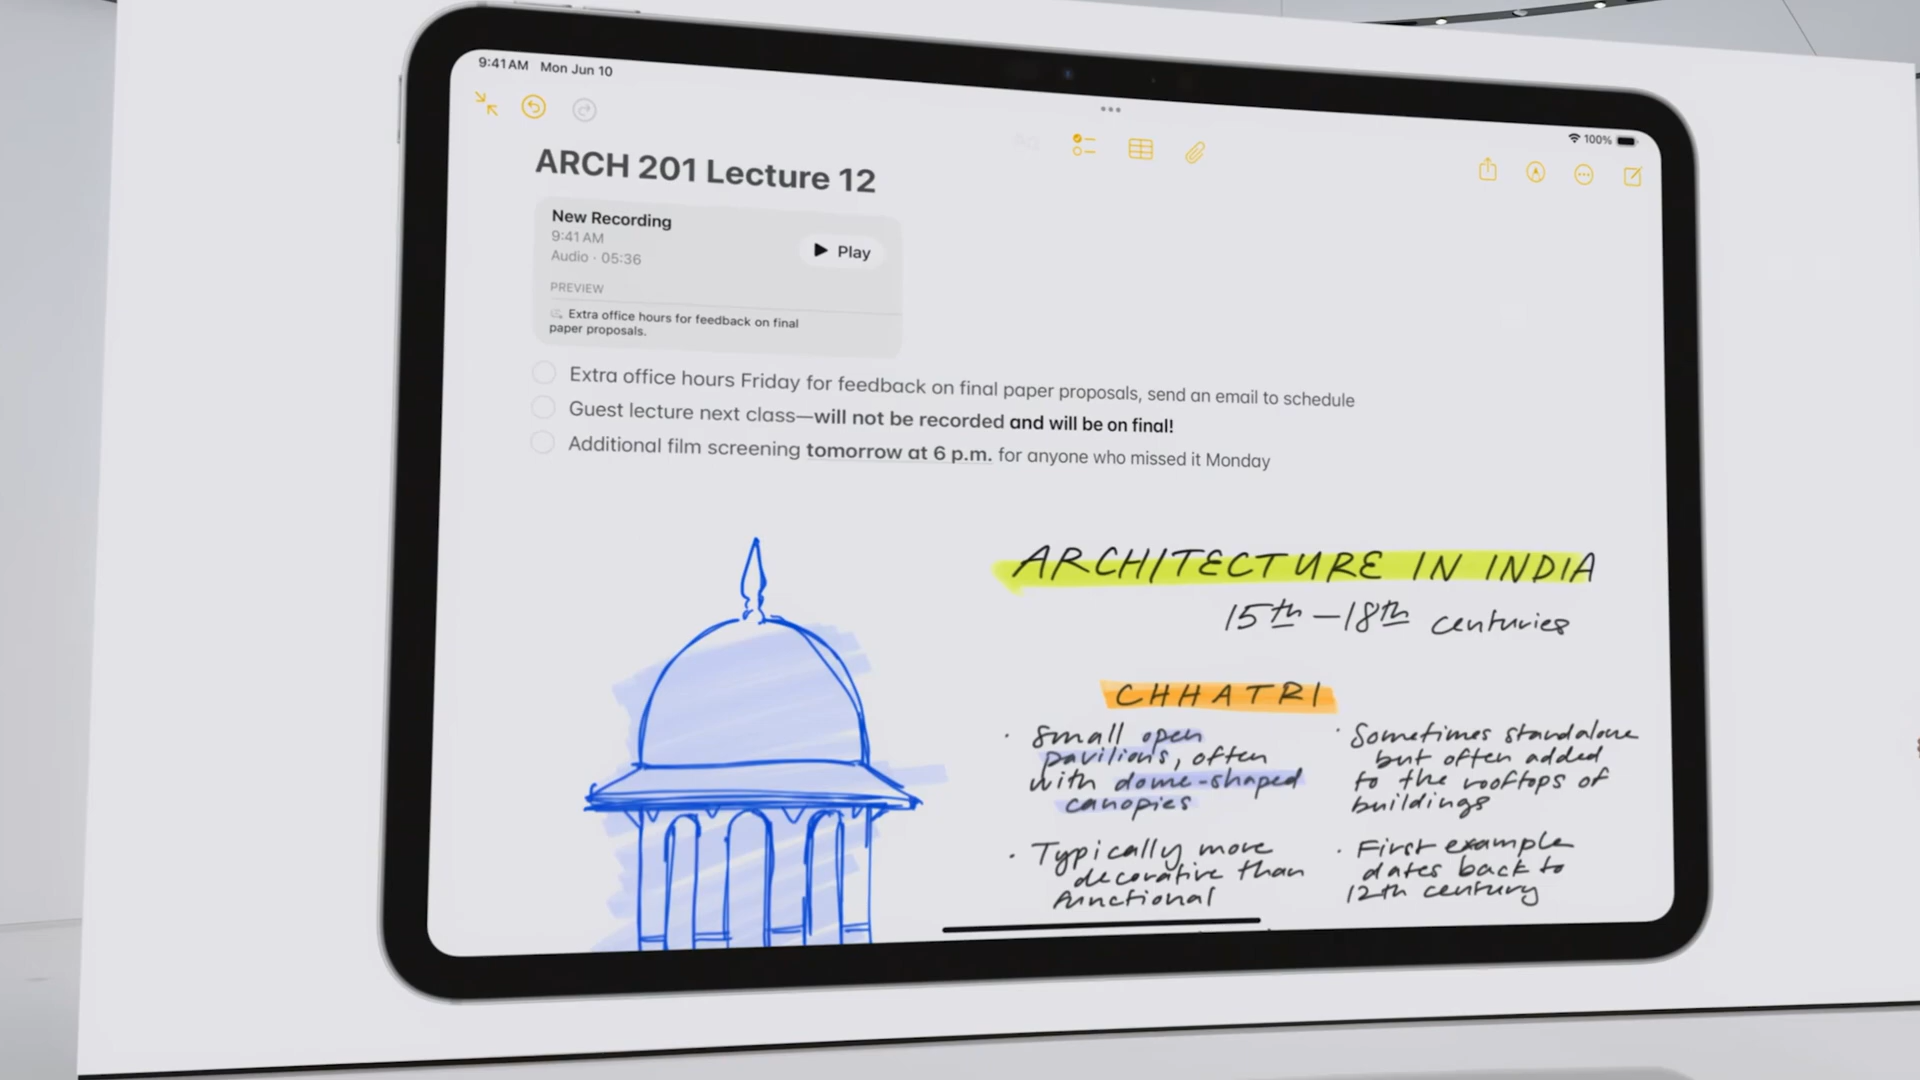 9:41 AM Mon Jun 10
100%
ARCH 201 Lecture 12
New Recording
9:41 AM
Audio · 05:36
Play
PREVIEW
Extra office hours for feedback on final
paper proposals.
Extra office hours Friday for feedback on final paper proposals, send an email to schedule
Guest lecture next class—will not be recorded and will be on final!
Additional film screening tomorrow at 6 p.m. for anyone who missed it Monday
ARCHITECTURE IN INDIA
15th – 18th centuries
CHHATRI
· Small open
pavilions, often
with dome-shaped
canopies
· Typically more
decorative than
functional
· Sometimes standalone
but often added
to the rooftops of
buildings
· First example
dates back to
12th century